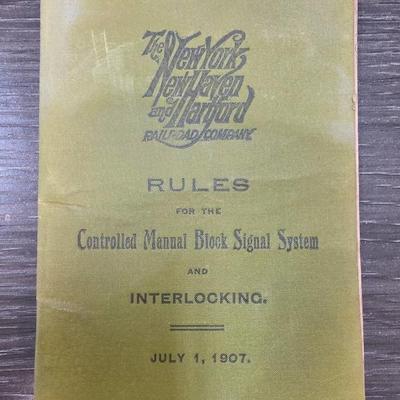 The New York
New Haven
and Hartford
RAILROAD COMPANY.
RULES
FOR THE
Controlled Manual Block Signal System
AND
INTERLOCKING.
JULY 1, 1907.